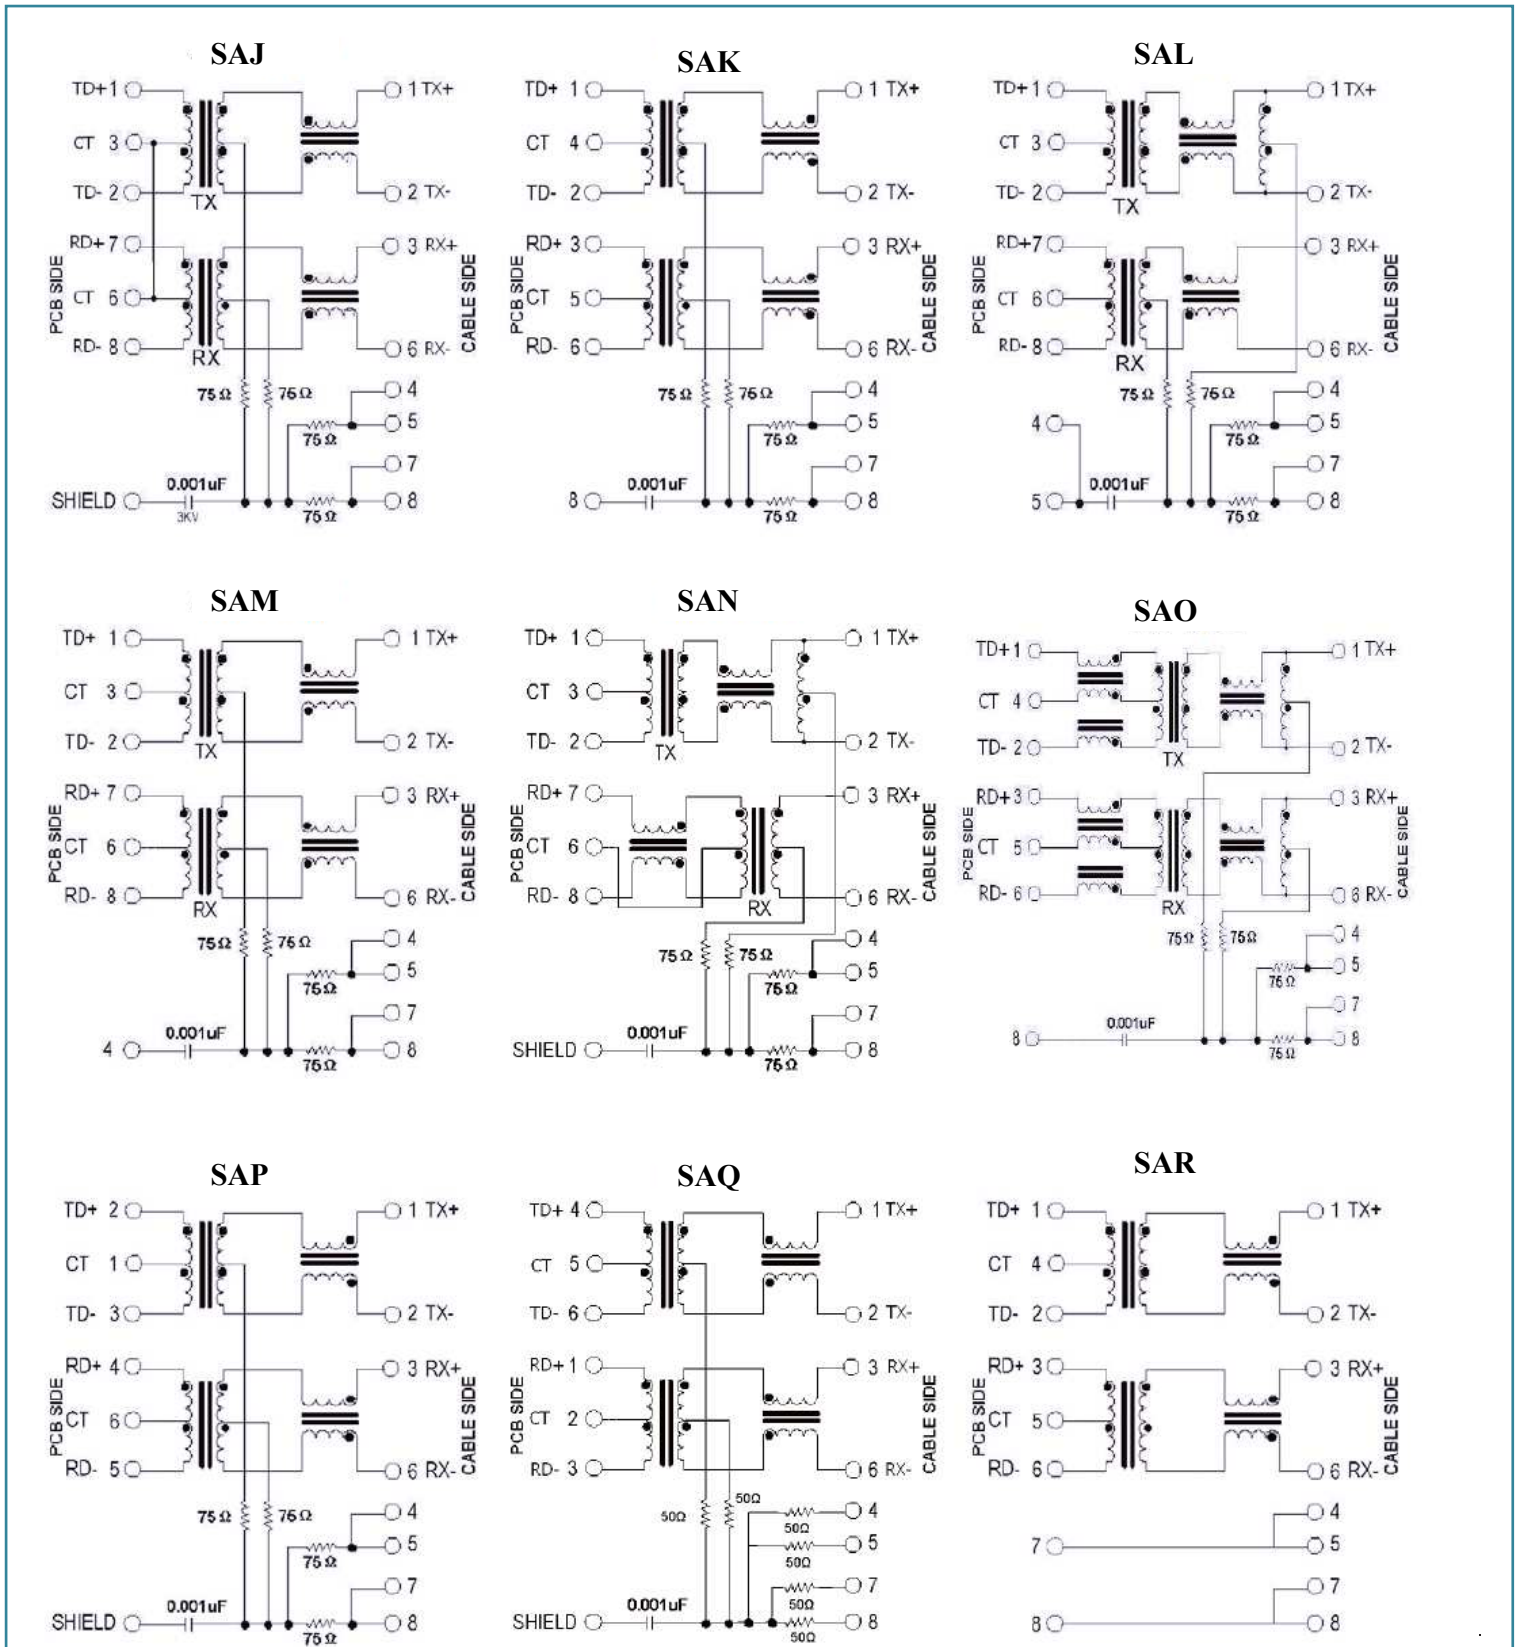 SAJ
TD+ 1
1 TX+
CT 3
TD- 2
TX
2 TX-
RD+ 7
3 RX+
PCB SIDE
CT 6
CABLE SIDE
RD- 8
RX
6 RX-
75Ω
75Ω
4
75Ω
5
7
0.001uF
SHIELD
3KV
75Ω
8
SAK
TD+ 1
1 TX+
CT 4
TD- 2
2 TX-
RD+ 3
3 RX+
PCB SIDE
CT 5
CABLE SIDE
RD- 6
6 RX-
75Ω
75Ω
4
75Ω
5
7
0.001uF
8
75Ω
8
SAL
TD+ 1
1 TX+
CT 3
TD- 2
TX
2 TX-
RD+ 7
3 RX+
PCB SIDE
CT 6
CABLE SIDE
RD- 8
RX
6 RX-
75Ω
75Ω
4
4
75Ω
5
7
0.001uF
5
75Ω
8
SAM
TD+ 1
1 TX+
CT 3
TD- 2
TX
2 TX-
RD+ 7
3 RX+
PCB SIDE
CT 6
CABLE SIDE
RD- 8
RX
6 RX-
75Ω
75Ω
4
75Ω
5
7
0.001uF
4
75Ω
8
SAN
TD+ 1
1 TX+
CT 3
TD- 2
TX
2 TX-
RD+ 7
3 RX+
PCB SIDE
CT 6
CABLE SIDE
RD- 8
RX
6 RX-
75Ω
75Ω
4
75Ω
5
7
0.001uF
SHIELD
75Ω
8
SAO
TD+ 1
1 TX+
CT 4
TD- 2
TX
2 TX-
RD+ 3
3 RX+
PCB SIDE
CT 5
CABLE SIDE
RD- 6
RX
6 RX-
75Ω
75Ω
4
75Ω
5
7
0.001uF
8
75Ω
8
SAP
TD+ 2
1 TX+
CT 1
TD- 3
2 TX-
RD+ 4
3 RX+
PCB SIDE
CT 6
CABLE SIDE
RD- 5
6 RX-
75Ω
75Ω
4
75Ω
5
7
0.001uF
SHIELD
75Ω
8
SAQ
TD+ 4
1 TX+
CT 5
TD- 6
2 TX-
RD+ 1
3 RX+
PCB SIDE
CT 2
CABLE SIDE
RD- 3
6 RX-
50Ω
50Ω
4
50Ω
5
50Ω
7
50Ω
0.001uF
SHIELD
8
50Ω
SAR
TD+ 1
1 TX+
CT 4
TD- 2
2 TX-
RD+ 3
3 RX+
PCB SIDE
CT 5
CABLE SIDE
RD- 6
6 RX-
4
7
5
7
8
8